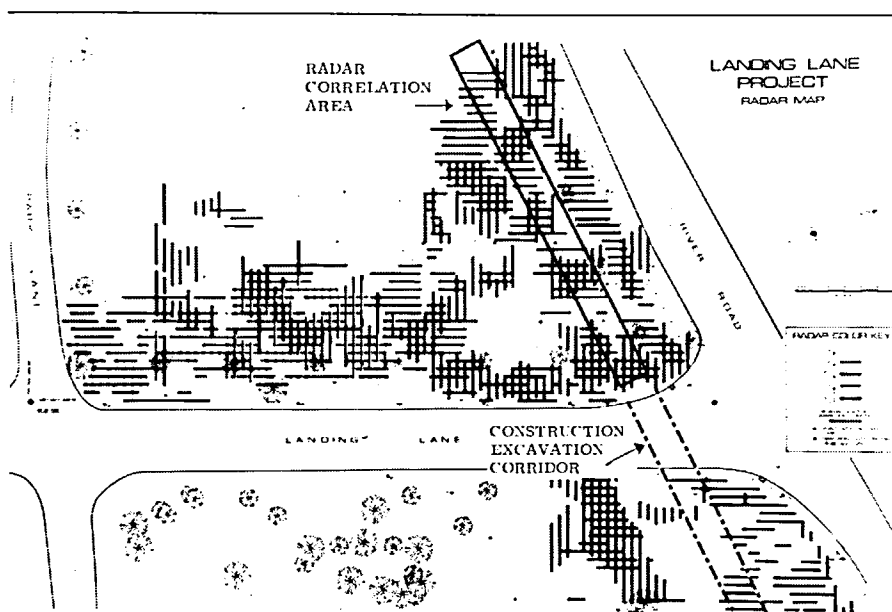 RADAR
CORRELATION
AREA
LANDING LANE
PROJECT
RADAR MAP
RIVER
ROAD
RADAR COLOR KEY
LANDING LANE
CONSTRUCTION
EXCAVATION
CORRIDOR